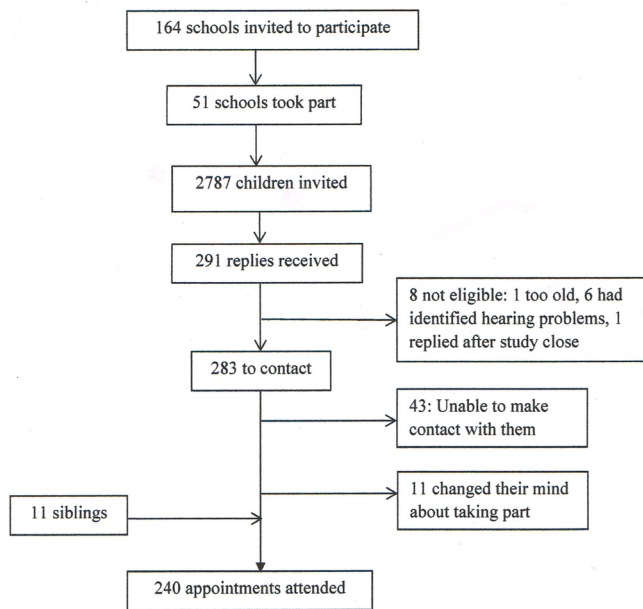 164 schools invited to participate
51 schools took part
2787 children invited
291 replies received
8 not eligible: 1 too old, 6 had
identified hearing problems, 1
replied after study close
283 to contact
43: Unable to make
contact with them
11 changed their mind
about taking part
11 siblings
240 appointments attended